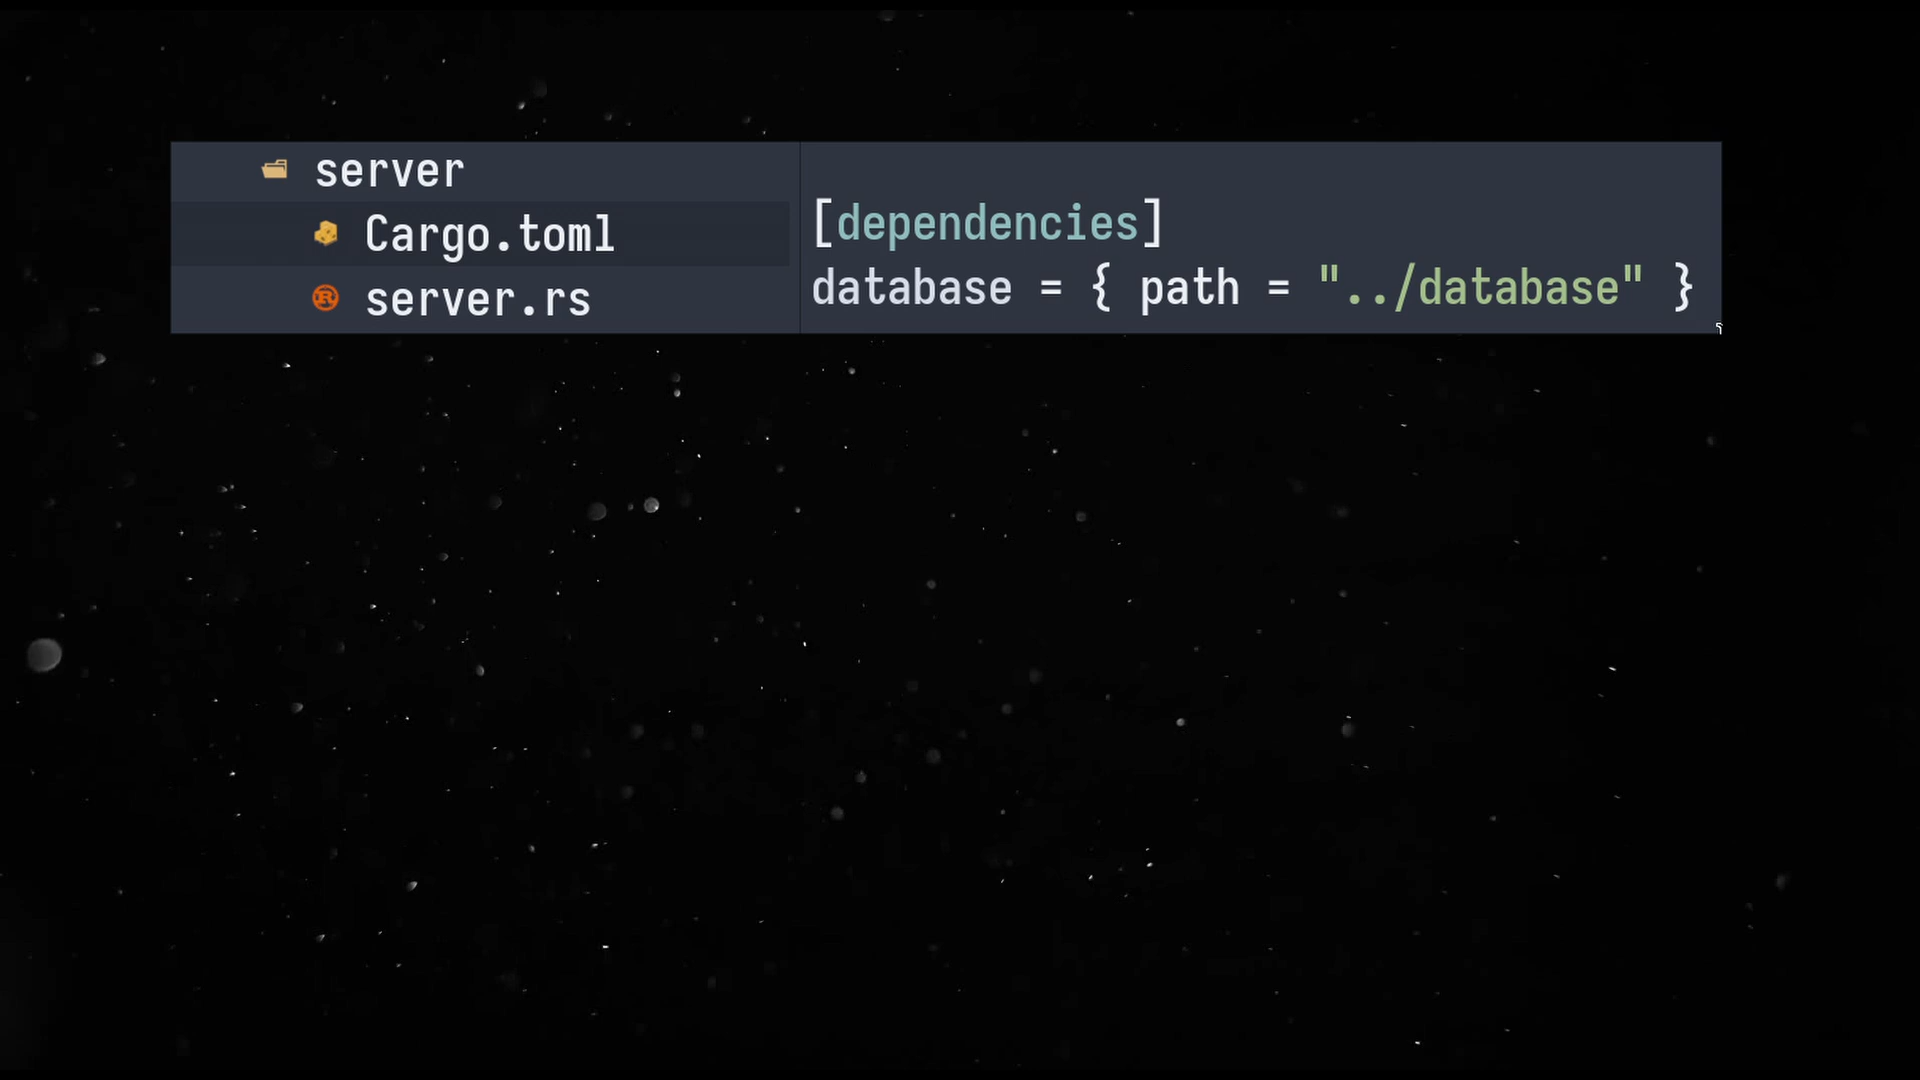 server
Cargo.toml
server.rs
[dependencies]
database = { path = "../database" }